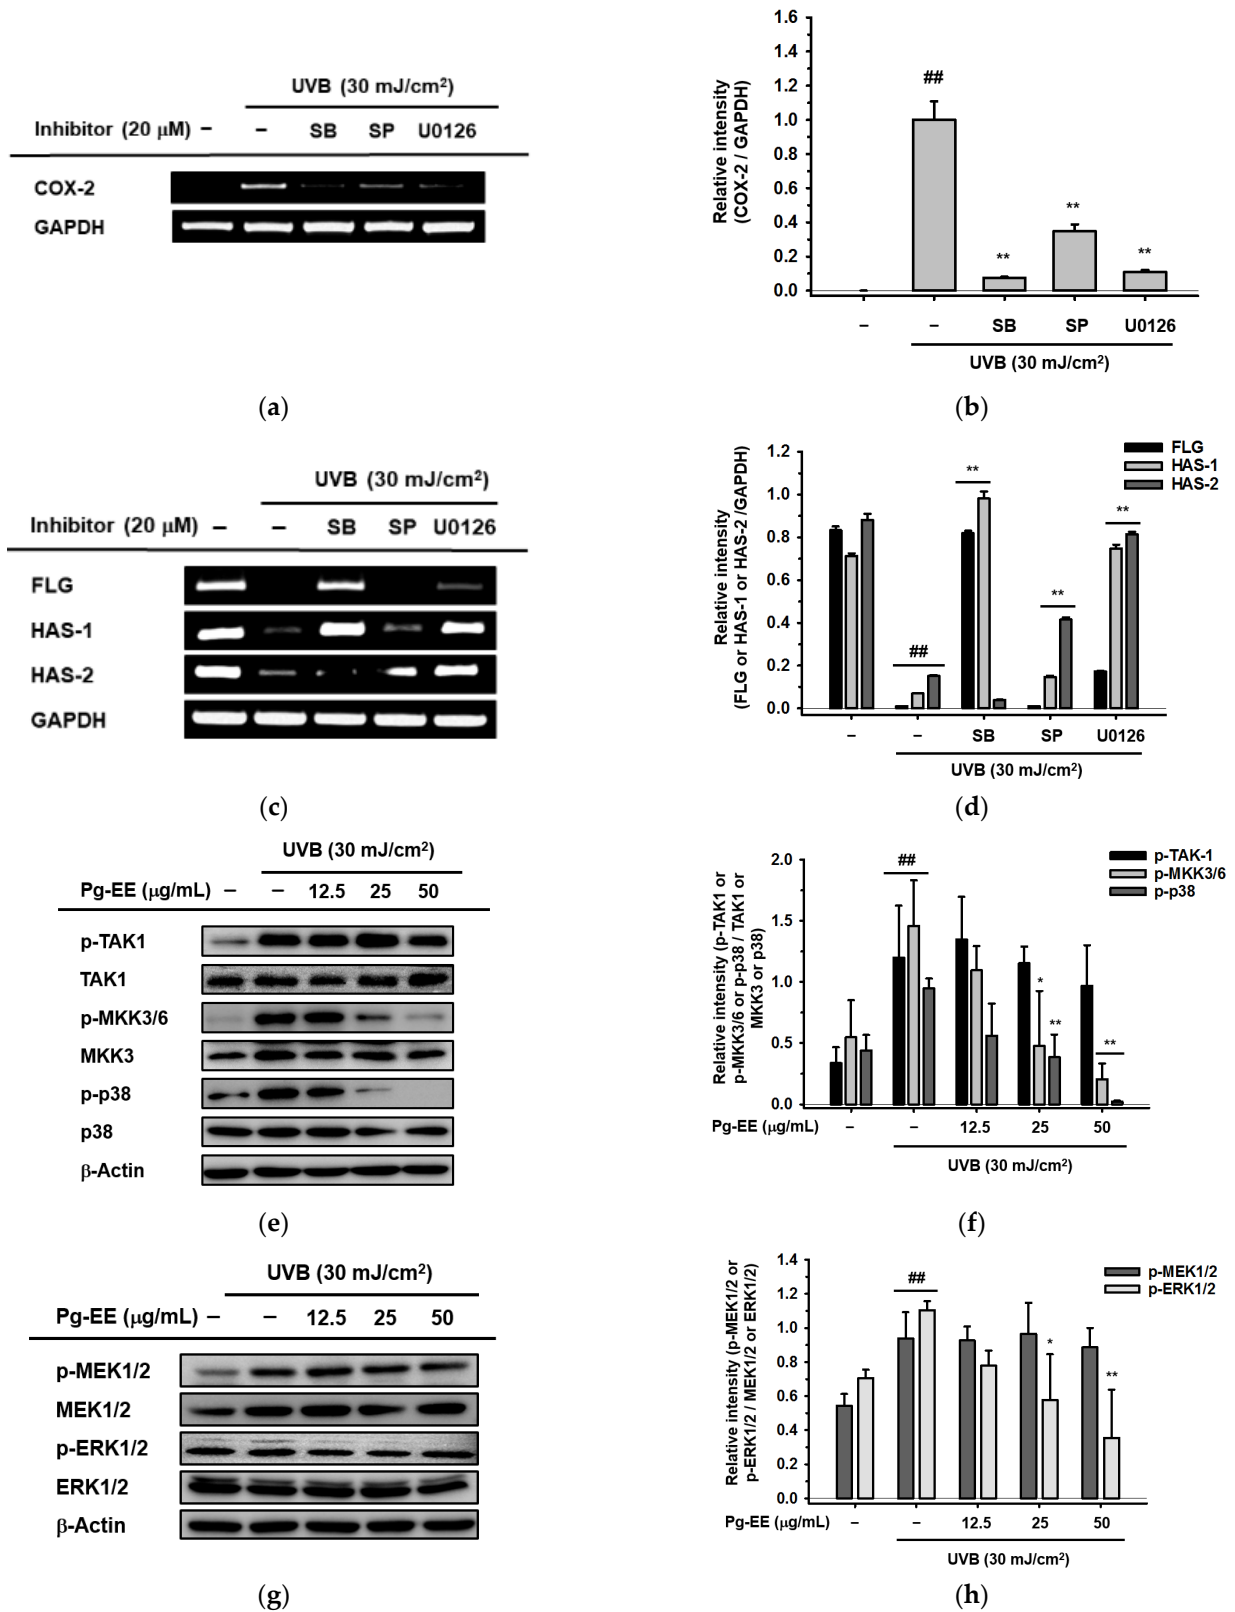 UVB (30 mJ/cm2)
Inhibitor (20 μM) – – SB SP U0126
COX-2
GAPDH
(a)
Relative intensity
(COX-2 / GAPDH)
1.6
1.4
1.2
1.0
0.8
0.6
0.4
0.2
0.0
##
**
**
**
– – SB SP U0126
UVB (30 mJ/cm2)
(b)
UVB (30 mJ/cm2)
Inhibitor (20 μM) – – SB SP U0126
FLG
HAS-1
HAS-2
GAPDH
(c)
Relative intensity
(FLG or HAS-1 or HAS-2 /GAPDH)
1.2
1.0
0.8
0.6
0.4
0.2
0.0
FLG
HAS-1
HAS-2
##
**
**
**
– – SB SP U0126
UVB (30 mJ/cm2)
(d)
UVB (30 mJ/cm2)
Pg-EE (μg/mL) – – 12.5 25 50
p-TAK1
TAK1
p-MKK3/6
MKK3
p-p38
p38
β-Actin
(e)
Relative intensity (p-TAK1 or
p-MKK3/6 or p-p38 / TAK1 or
MKK3 or p38)
2.0
1.5
1.0
0.5
0.0
p-TAK-1
p-MKK3/6
p-p38
##
*
**
**
Pg-EE (μg/mL) – – 12.5 25 50
UVB (30 mJ/cm2)
(f)
UVB (30 mJ/cm2)
Pg-EE (μg/mL) – – 12.5 25 50
p-MEK1/2
MEK1/2
p-ERK1/2
ERK1/2
β-Actin
(g)
Relative intensity (p-MEK1/2 or
p-ERK1/2 / MEK1/2 or ERK1/2)
1.4
1.2
1.0
0.8
0.6
0.4
0.2
0.0
p-MEK1/2
p-ERK1/2
##
*
**
Pg-EE (μg/mL) – – 12.5 25 50
UVB (30 mJ/cm2)
(h)